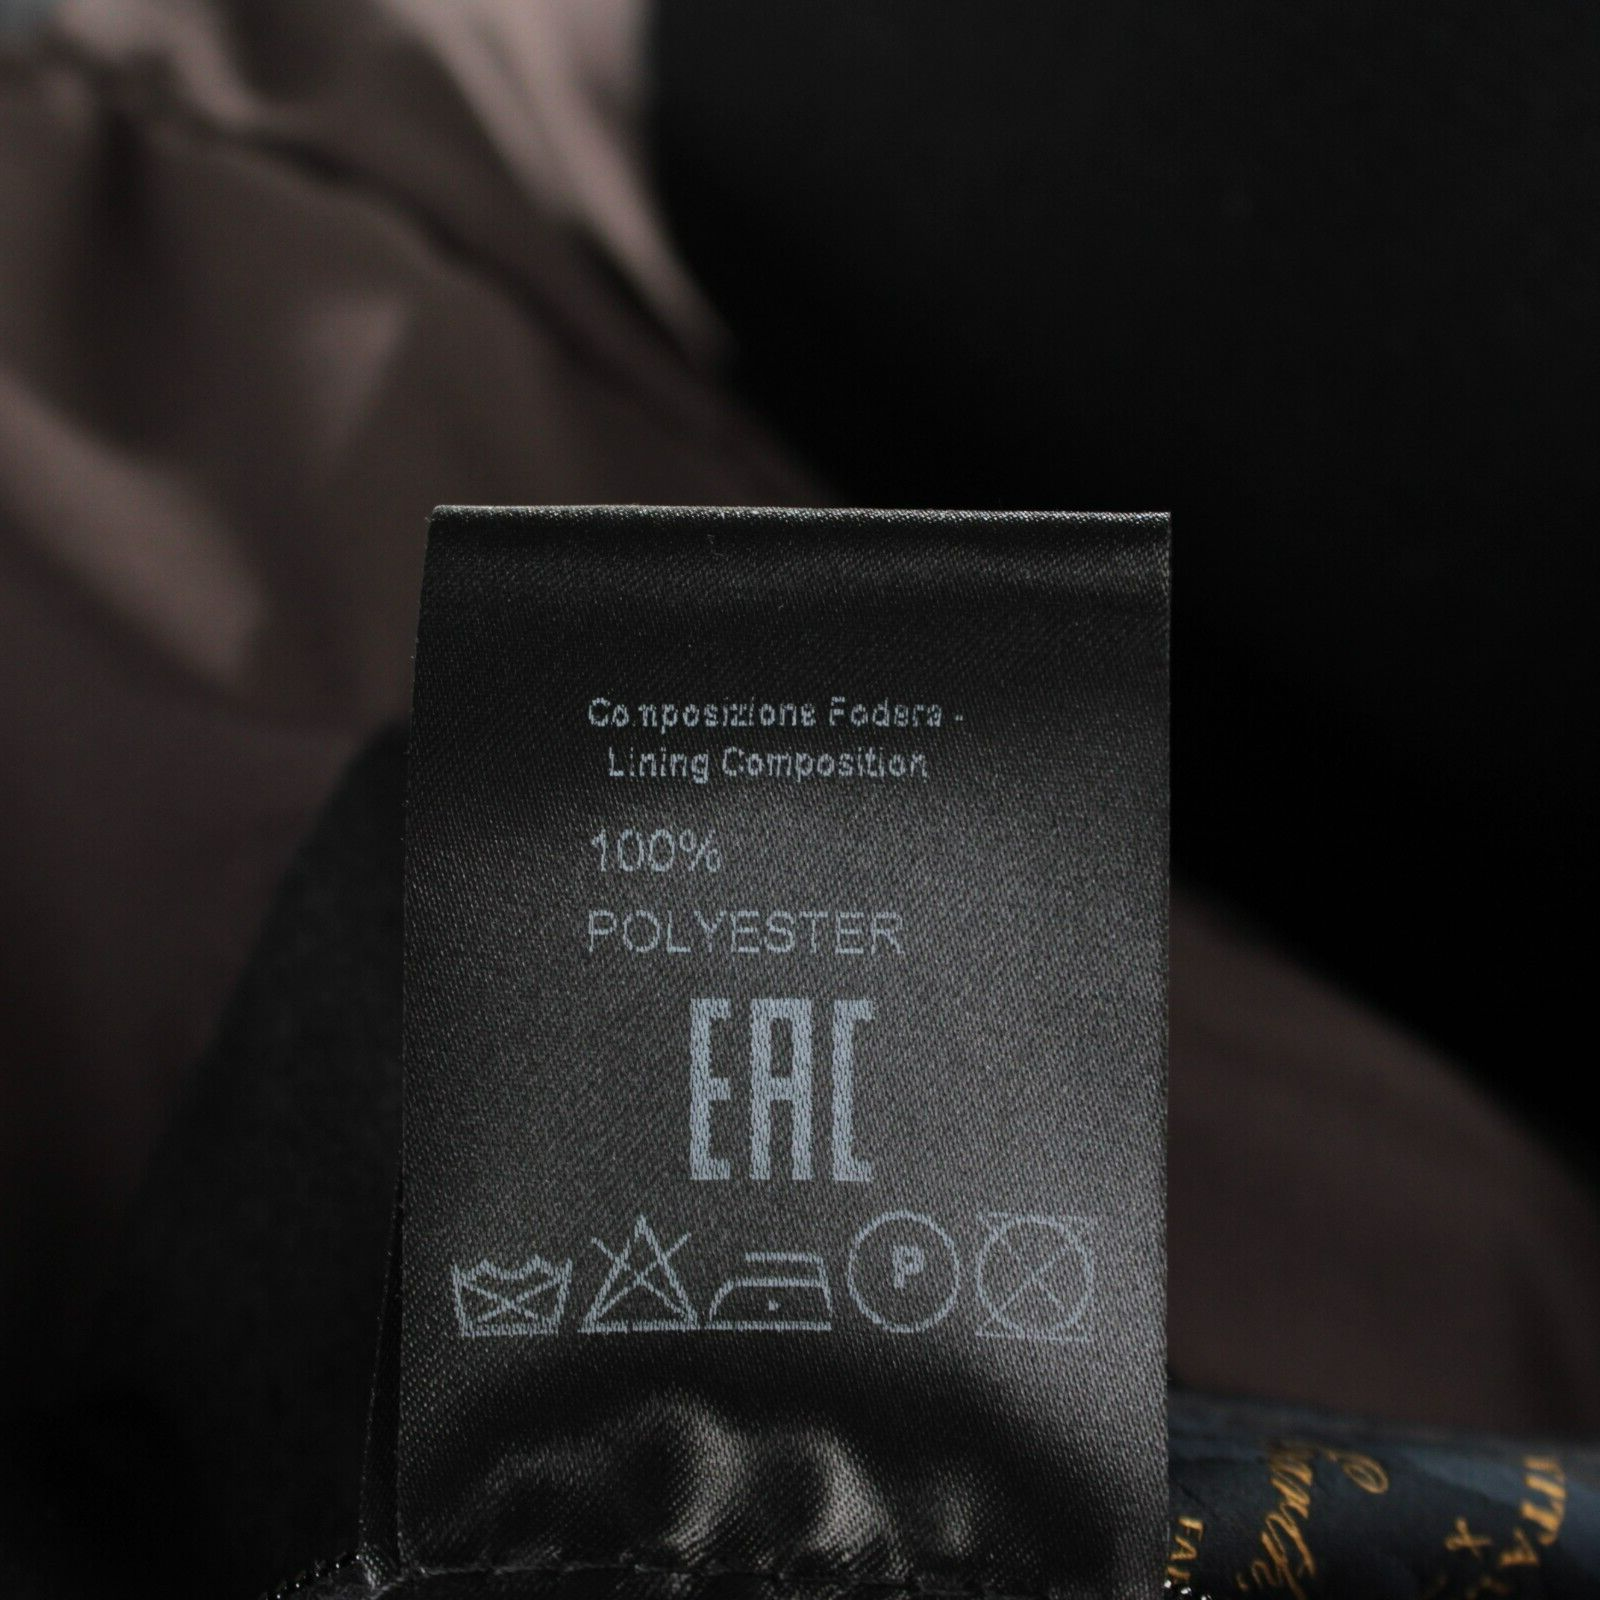 Composizione Fodera -
Lining Composition
100%
POLYESTER
EAC
P